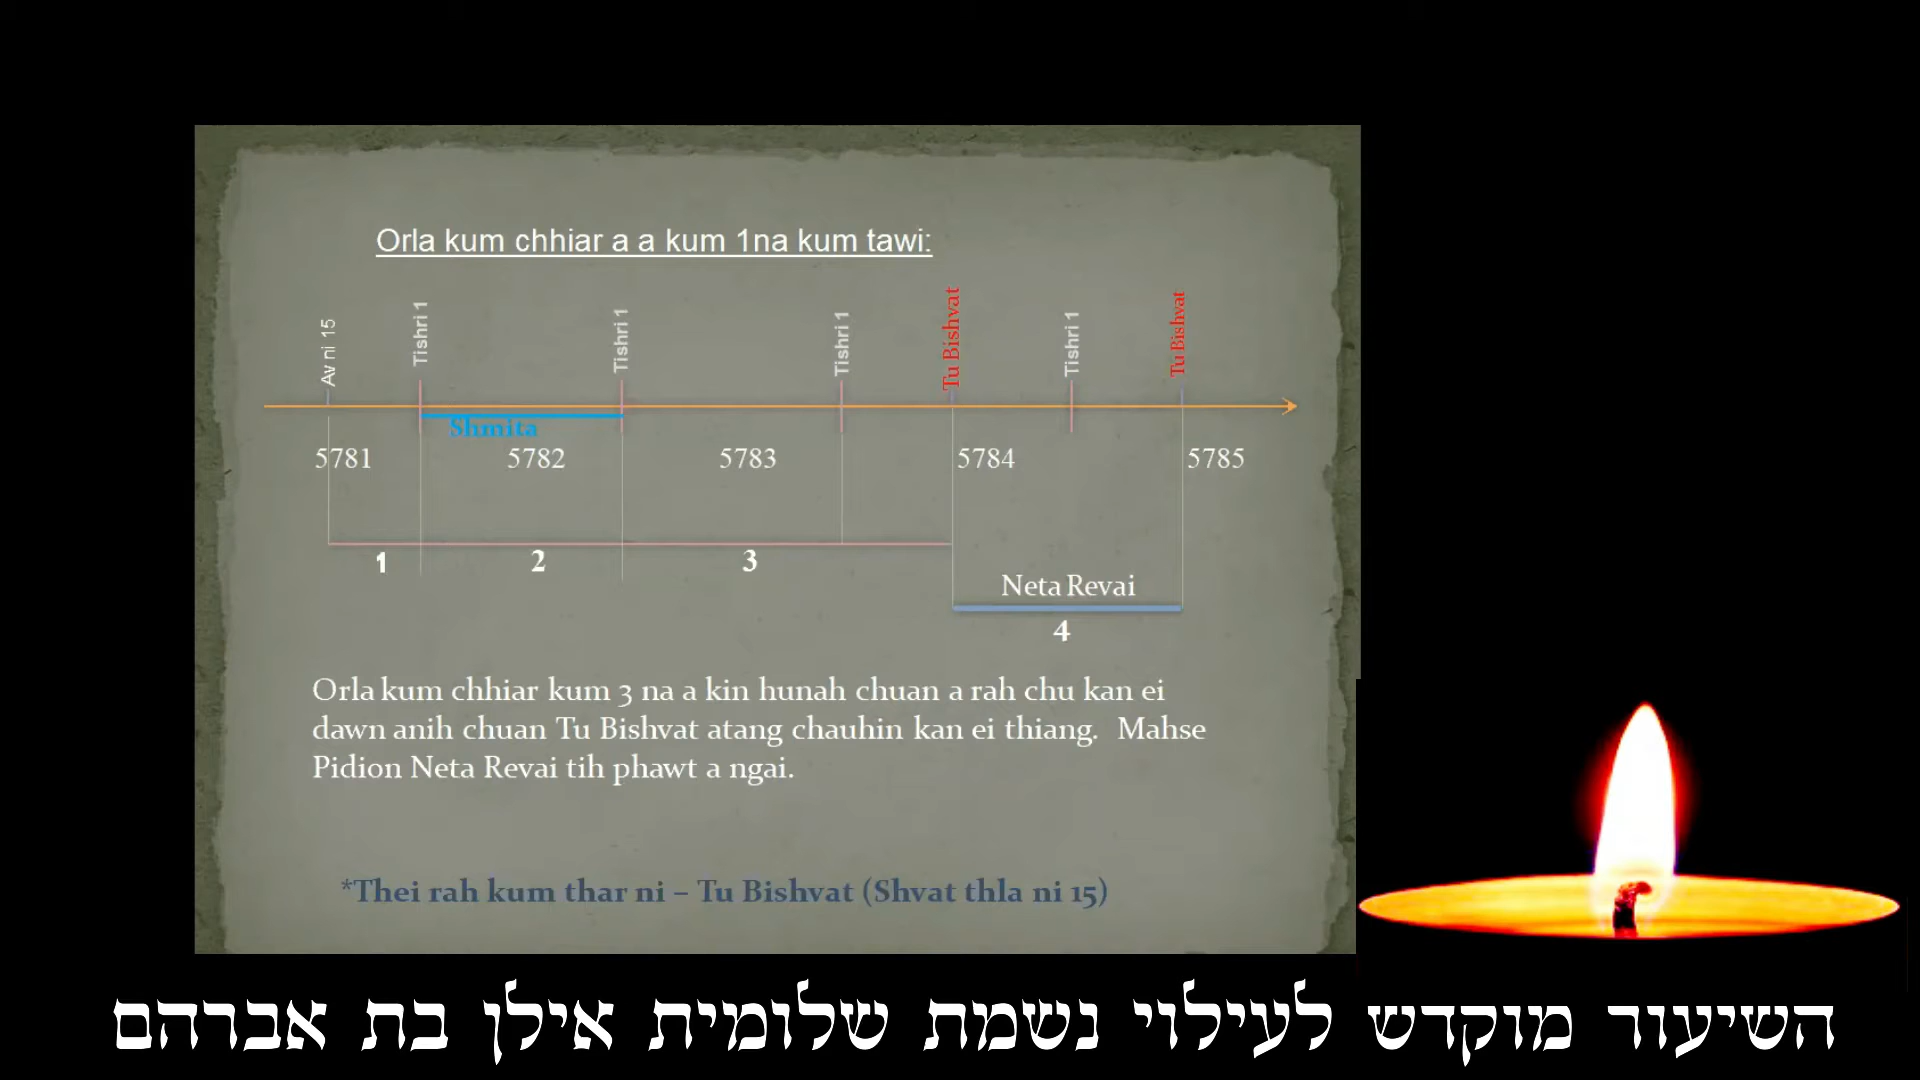 Orla kum chhiar a a kum 1na kum tawi:
Av ni 15
Tishri 1
Tishri 1
Tishri 1
Tu Bishvat
Tishri 1
Tu Bishvat
Shmita
5781 5782 5783 5784 5785
1 2 3
Neta Revai
4
Orla kum chhiar kum 3 na a kin hunah chuan a rah chu kan ei
dawn anih chuan Tu Bishvat atang chauhin kan ei thiang. Mahse
Pidion Neta Revai tih phawt a ngai.
*Thei rah kum thar ni – Tu Bishvat (Shvat thla ni 15)
השיעור מוקדש לעילוי נשמת שלומית אילן בת אברהם